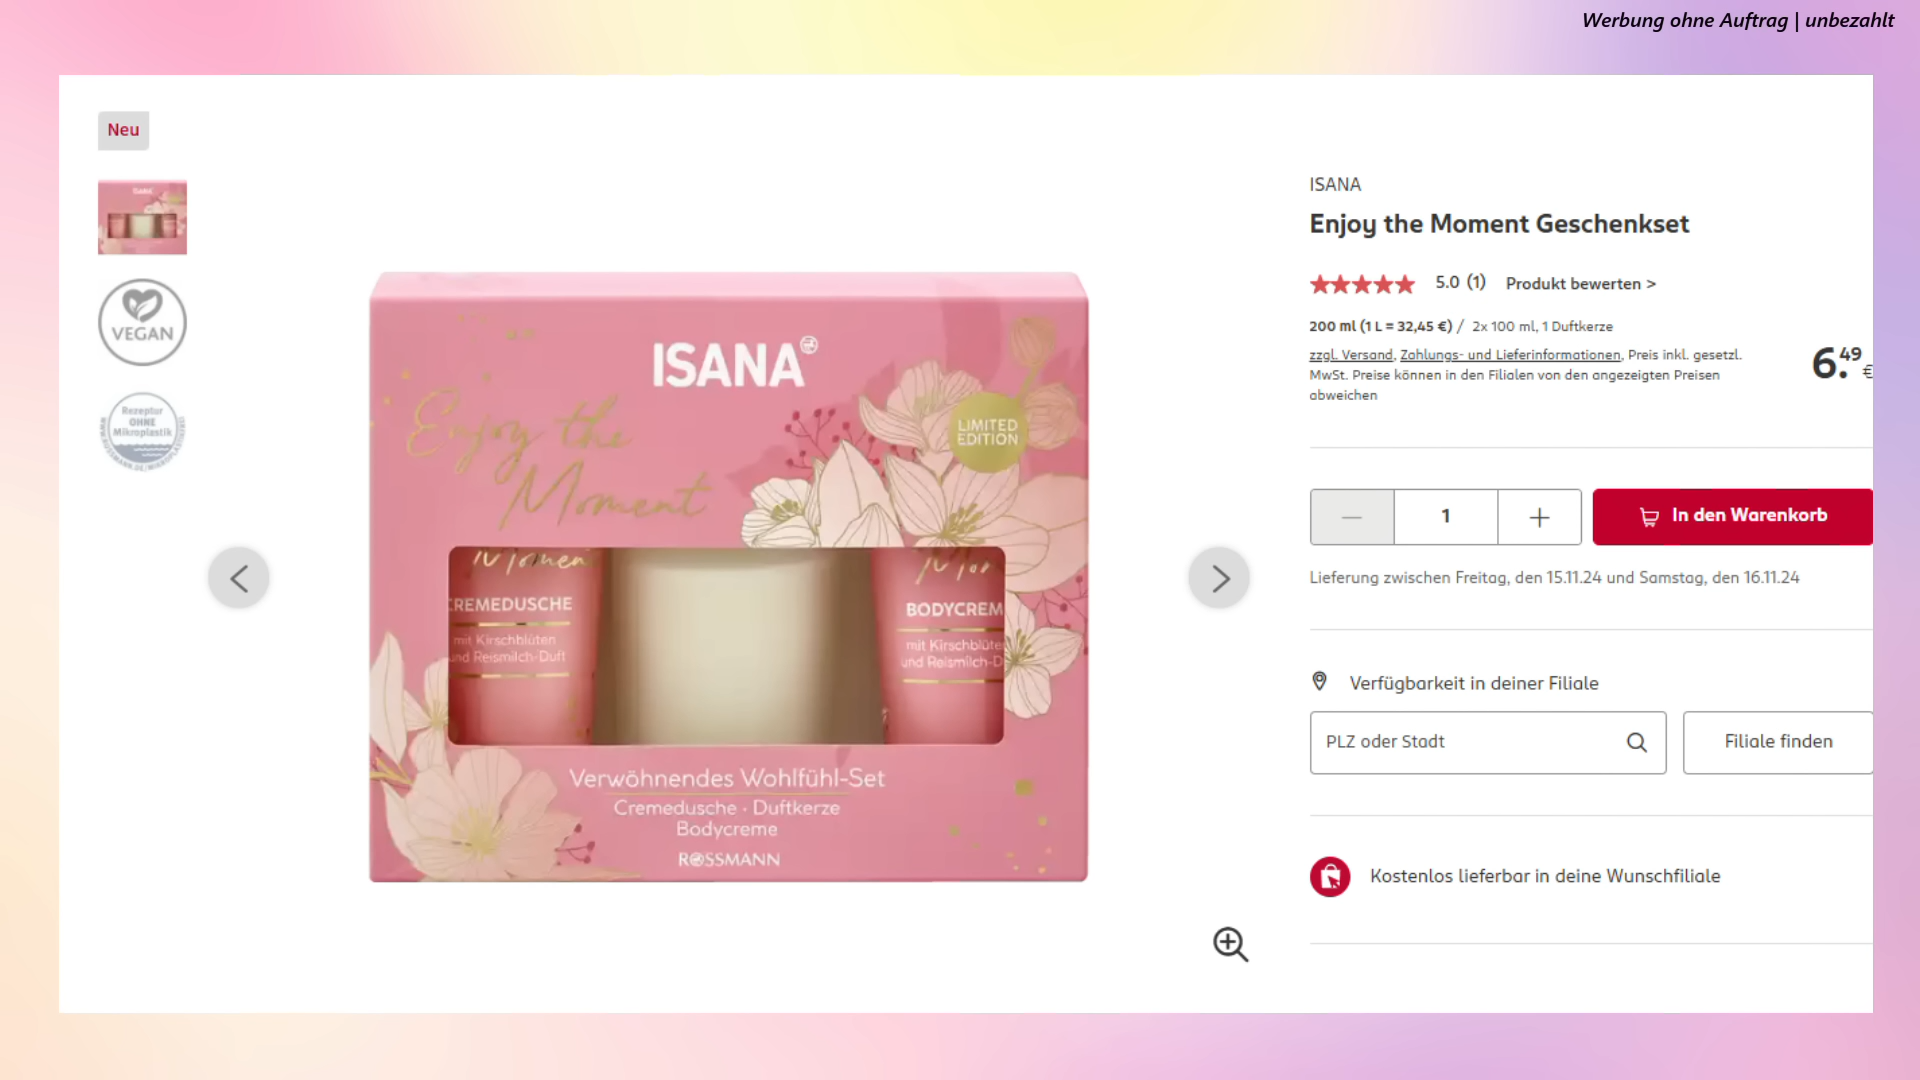 Werbung ohne Auftrag | unbezahlt
Neu
ISANA
VEGAN
Rezeptur
OHNE
Mikroplastik
ISANA
Enjoy the
Moment
LIMITED
EDITION
Moment
CREMEDUSCHE
mit Kirschblüten
und Reismilch-Duft
BODYCREM
mit Kirschblüte
und Reismilch-D
Verwöhnendes Wohlfühl-Set
Cremedusche · Duftkerze
Bodycreme
ROSSMANN
ISANA
Enjoy the Moment Geschenkset
5.0 (1) Produkt bewerten >
200 ml (1 L = 32,45 €) / 2x 100 ml, 1 Duftkerze
zzgl. Versand, Zahlungs- und Lieferinformationen, Preis inkl. gesetzl.
MwSt. Preise können in den Filialen von den angezeigten Preisen
abweichen
6.49 €
1
In den Warenkorb
Lieferung zwischen Freitag, den 15.11.24 und Samstag, den 16.11.24
Verfügbarkeit in deiner Filiale
PLZ oder Stadt
Filiale finden
Kostenlos lieferbar in deine Wunschfiliale